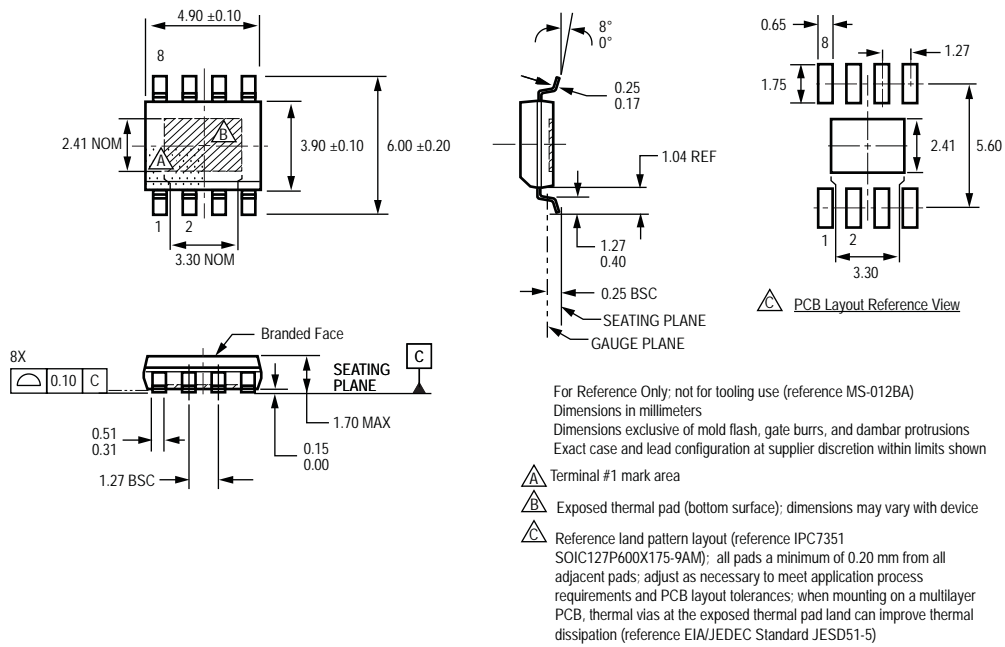 4.90 ±0.10
8
2.41 NOM
A
B
3.90 ±0.10
6.00 ±0.20
1
2
3.30 NOM
8°
0°
0.25
0.17
1.04 REF
1.27
0.40
0.25 BSC
SEATING PLANE
GAUGE PLANE
0.65
8
1.27
1.75
2.41
5.60
1
2
3.30
C PCB Layout Reference View
Branded Face
8X
0.10 C
SEATING
PLANE
C
1.70 MAX
0.51
0.31
0.15
0.00
1.27 BSC
For Reference Only; not for tooling use (reference MS-012BA)
Dimensions in millimeters
Dimensions exclusive of mold flash, gate burrs, and dambar protrusions
Exact case and lead configuration at supplier discretion within limits shown
A Terminal #1 mark area
B Exposed thermal pad (bottom surface); dimensions may vary with device
C Reference land pattern layout (reference IPC7351
SOIC127P600X175-9AM); all pads a minimum of 0.20 mm from all
adjacent pads; adjust as necessary to meet application process
requirements and PCB layout tolerances; when mounting on a multilayer
PCB, thermal vias at the exposed thermal pad land can improve thermal
dissipation (reference EIA/JEDEC Standard JESD51-5)